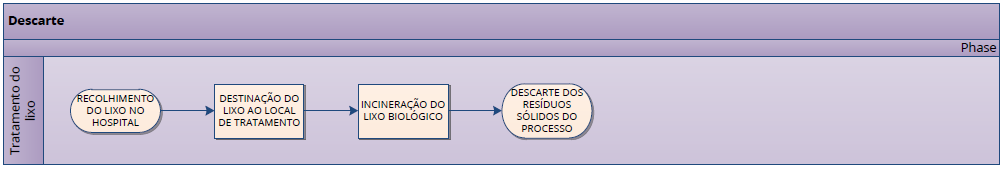 Descarte
Phase
Tratamento do
lixo
RECOLHIMENTO
DO LIXO NO
HOSPITAL
DESTINAÇÃO DO
LIXO AO LOCAL
DE TRATAMENTO
INCINERAÇÃO DO
LIXO BIOLÓGICO
DESCARTE DOS
RESÍDUOS
SÓLIDOS DO
PROCESSO